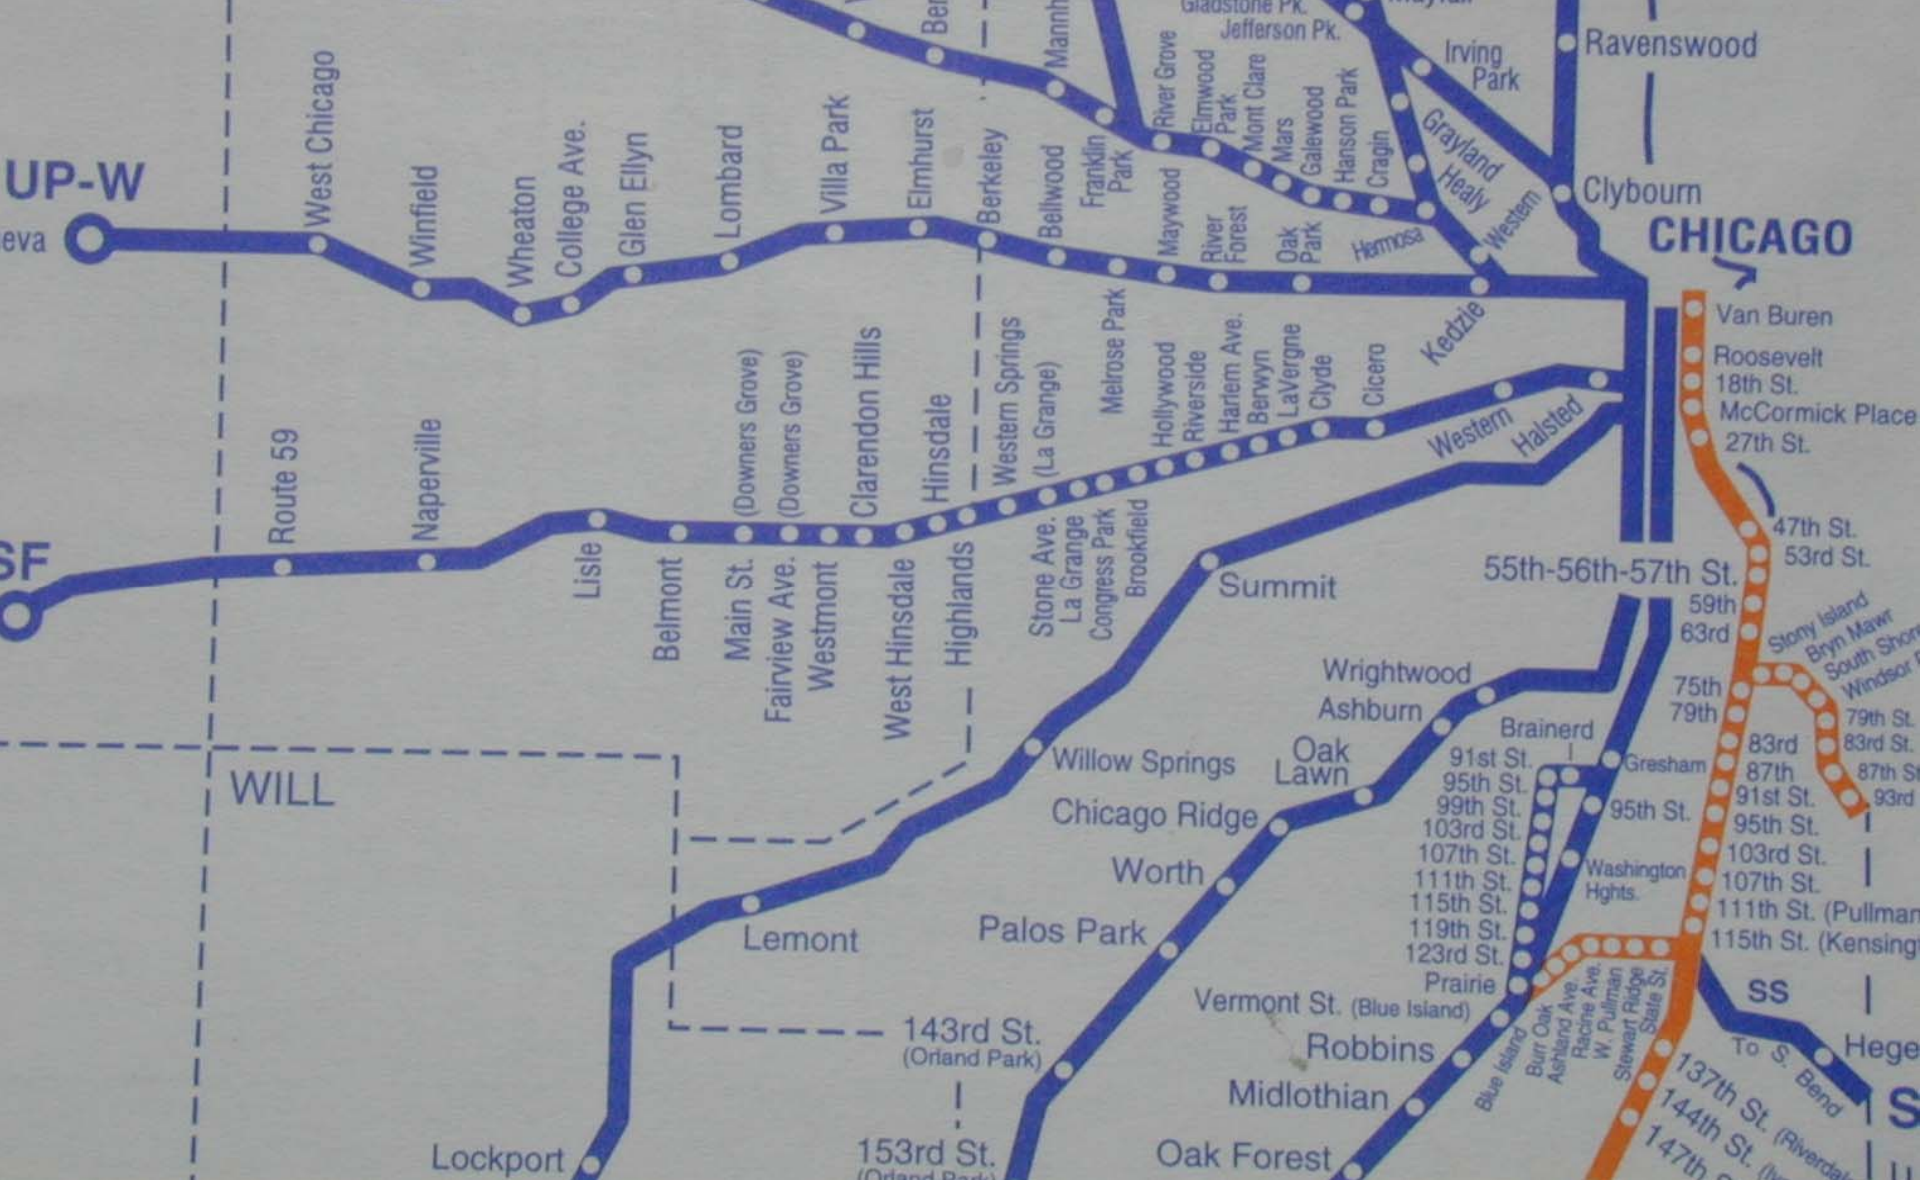 Gladstone Pk.
Jefferson Pk.
Irving
Park
Ravenswood
River Grove
Elmwood
Park
Mont Clare
Mars
Galewood
Hanson Park
Cragin
Grayland
Healy
Hermosa
Western
Clybourn
Franklin
Park
UP-W
West Chicago
Winfield
Wheaton
College Ave.
Glen Ellyn
Lombard
Villa Park
Elmhurst
Berkeley
Bellwood
Melrose Park
Maywood
River
Forest
Oak
Park
Kedzie
CHICAGO
Van Buren
Roosevelt
18th St.
McCormick Place
27th St.
47th St.
53rd St.
55th-56th-57th St.
59th
63rd
Stony Island
Bryn Mawr
South Shore
Windsor
79th St.
83rd St.
87th St
93rd
75th
79th
83rd
87th
91st St.
95th St.
103rd St.
107th St.
111th St. (Pullman
115th St. (Kensing
SF
Route 59
Naperville
Lisle
Belmont
Main St.
(Downers Grove)
Fairview Ave.
(Downers Grove)
Westmont
Clarendon Hills
West Hinsdale
Hinsdale
Highlands
Western Springs
Stone Ave.
(La Grange)
La Grange
Congress Park
Brookfield
Hollywood
Riverside
Harlem Ave.
Berwyn
LaVergne
Clyde
Cicero
Western
Halsted
Summit
Willow Springs
Lemont
Lockport
WILL
Wrightwood
Ashburn
Oak
Lawn
Chicago Ridge
Worth
Palos Park
143rd St.
(Orland Park)
153rd St.
(Orland Park)
Brainerd
Gresham
91st St.
95th St.
99th St.
103rd St.
107th St.
111th St.
115th St.
119th St.
123rd St.
Prairie
95th St.
Washington
Hghts.
Vermont St. (Blue Island)
Robbins
Midlothian
Oak Forest
Blue Island
Burr Oak
Ashland Ave.
Racine Ave.
W. Pullman
Stewart Ridge
State St.
SS
To S. Bend
Hege
137th St. (Riverdal
144th St.
147th